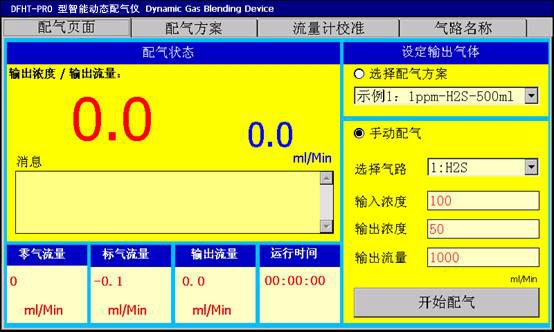 DFHT-PRO 型智能动态配气仪 Dynamic Gas Blending Device
配气页面 配气方案 流量计校准 气路名称
配气状态
输出浓度 / 输出流量:
0.0
0.0
ml/Min
消息
零气流量 标气流量 输出流量 运行时间
0 -0.1 0.0 00:00:00
ml/Min ml/Min ml/Min
设定输出气体
选择配气方案
示例1: 1ppm-H2S-500ml
手动配气
选择气路 1:H2S
输入浓度 100
输出浓度 50
输出流量 1000
ml/Min
开始配气